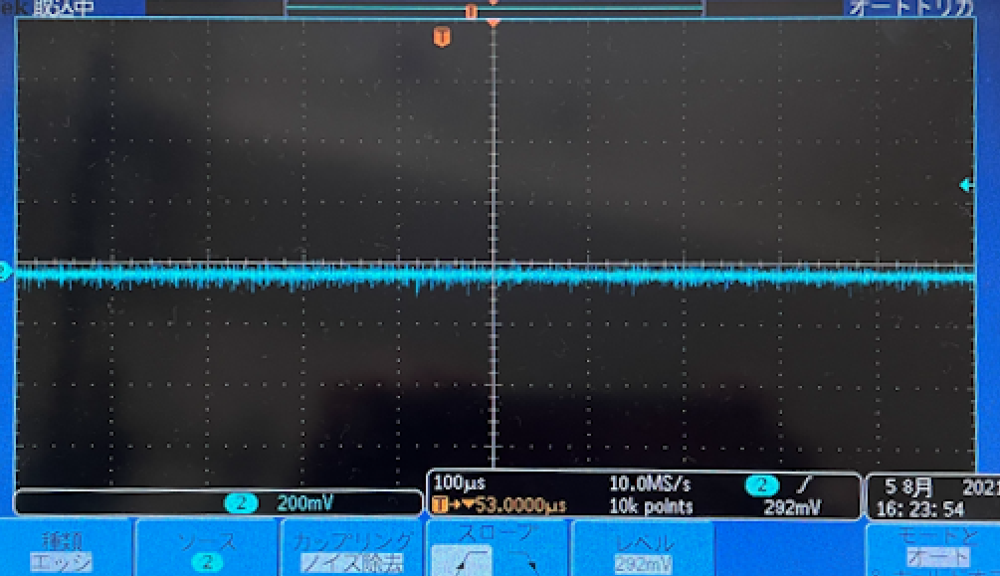 ek 取込中
オートトリガ
T
T
2
2 200mV
100µs 10.0MS/s 2
T→▼53.0000µs 10k points 292mV
5 8月 2021
16:23:54
種類
エッジ
ソース
2
カップリング
ノイズ除去
スロープ
レベル
292mV
モードと
オート